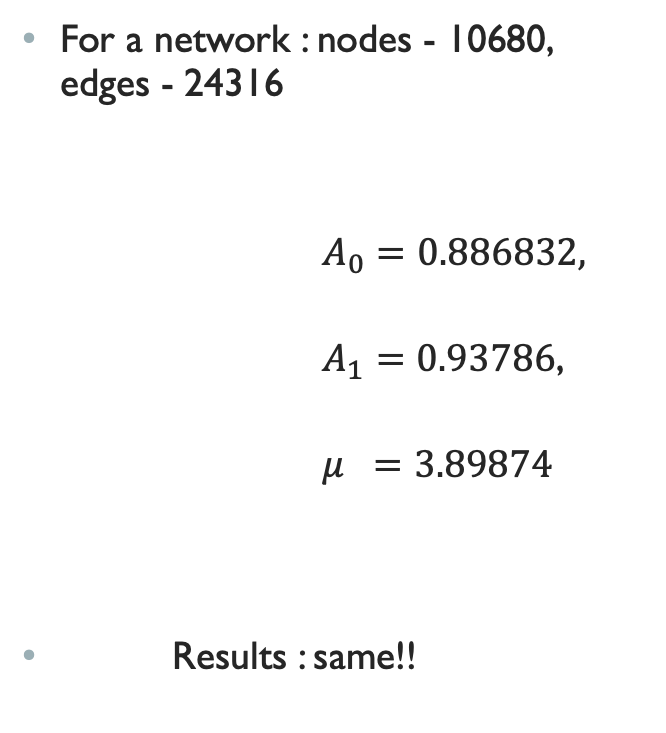 • For a network : nodes - 10680,
edges - 24316
A₀ = 0.886832,
A₁ = 0.93786,
μ = 3.89874
• Results : same!!